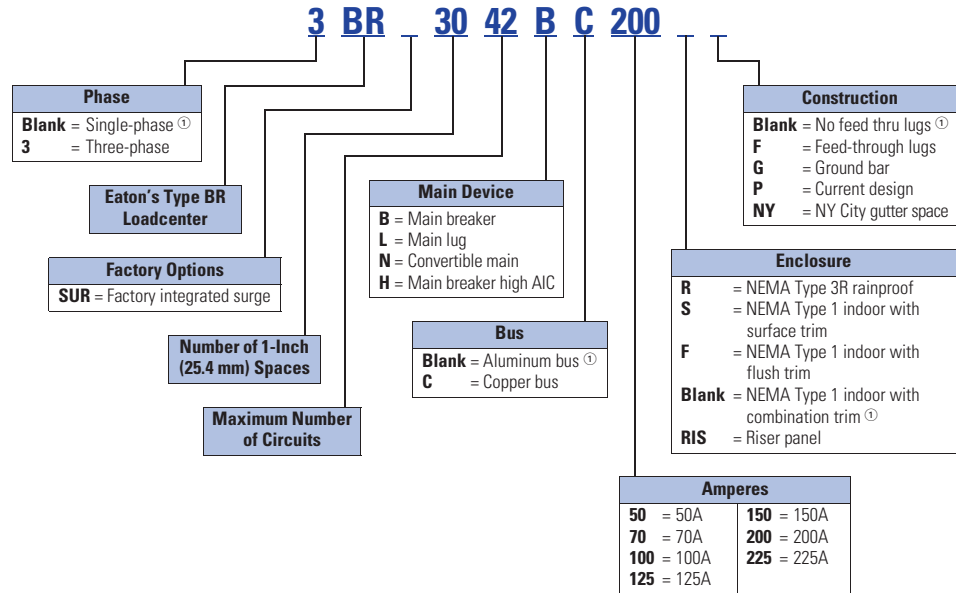 3 BR _ 30 42 B C 200 _ _
Phase
Blank = Single-phase ①
3 = Three-phase
Eaton's Type BR
Loadcenter
Factory Options
SUR = Factory integrated surge
Number of 1-Inch
(25.4 mm) Spaces
Maximum Number
of Circuits
Main Device
B = Main breaker
L = Main lug
N = Convertible main
H = Main breaker high AIC
Bus
Blank = Aluminum bus ①
C = Copper bus
Construction
Blank = No feed thru lugs ①
F = Feed-through lugs
G = Ground bar
P = Current design
NY = NY City gutter space
Enclosure
R = NEMA Type 3R rainproof
S = NEMA Type 1 indoor with
surface trim
F = NEMA Type 1 indoor with
flush trim
Blank = NEMA Type 1 indoor with
combination trim ①
RIS = Riser panel
Amperes
50 = 50A
70 = 70A
100 = 100A
125 = 125A
150 = 150A
200 = 200A
225 = 225A